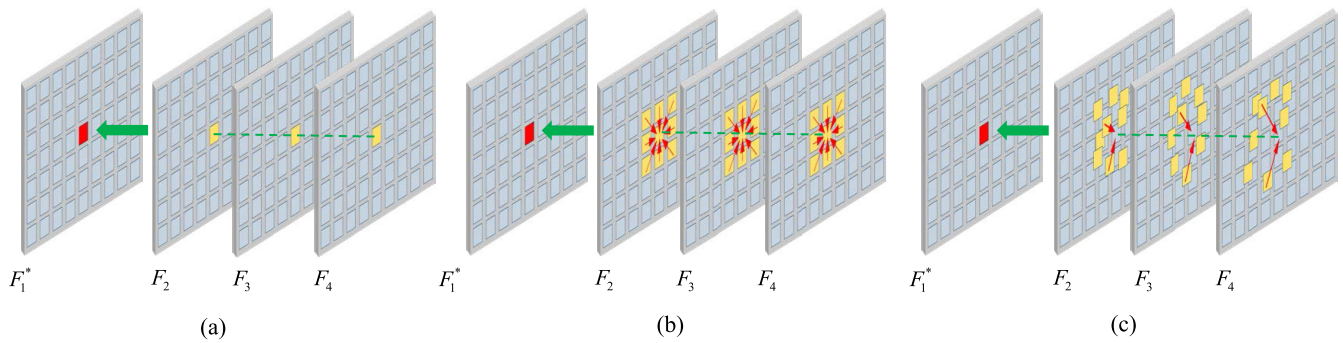 F₁* F₂ F₃ F₄ F₁* F₂ F₃ F₄ F₁* F₂ F₃ F₄
(a) (b) (c)